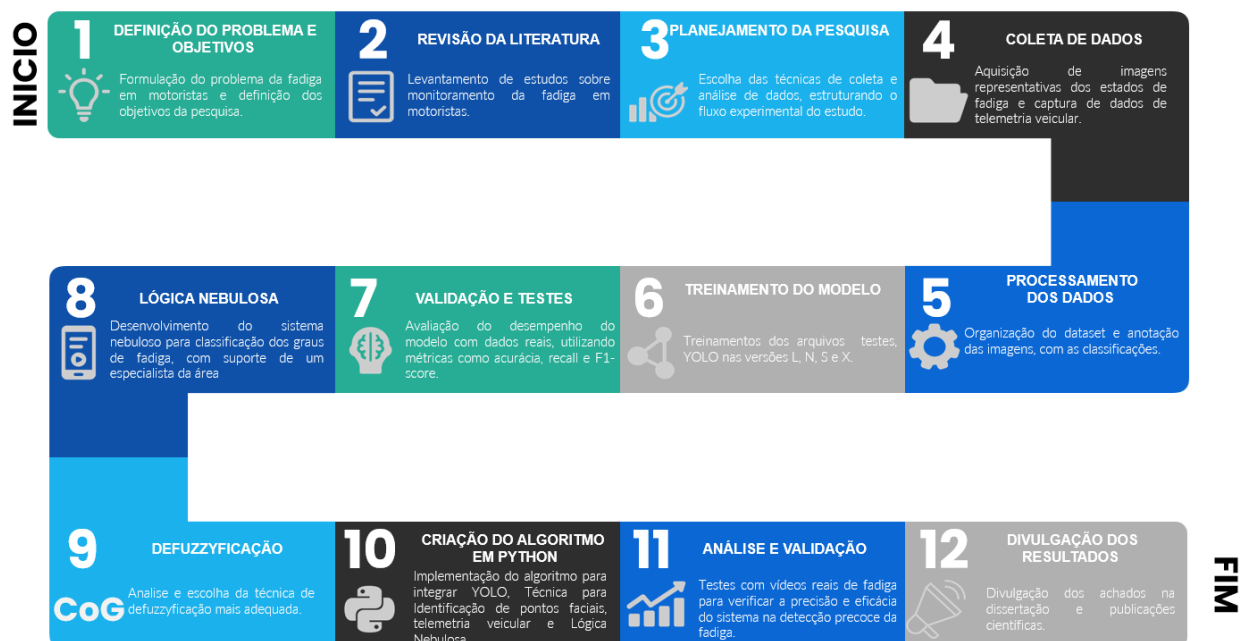 INICIO
1
DEFINIÇÃO DO PROBLEMA E
OBJETIVOS
Formulação do problema da fadiga
em motoristas e definição dos
objetivos da pesquisa.
2
REVISÃO DA LITERATURA
Levantamento de estudos sobre
monitoramento da fadiga em
motoristas.
3
PLANEJAMENTO DA PESQUISA
Escolha das técnicas de coleta e
análise de dados, estruturando o
fluxo experimental do estudo.
4
COLETA DE DADOS
Aquisição de imagens
representativas dos estados de
fadiga e captura de dados de
telemetria veicular.
5
PROCESSAMENTO
DOS DADOS
Organização do dataset e anotação
das imagens, com as classificações.
6
TREINAMENTO DO MODELO
Treinamentos dos arquivos testes,
YOLO nas versões L, N, S e X.
7
VALIDAÇÃO E TESTES
Avaliação do desempenho do
modelo com dados reais, utilizando
métricas como acurácia, recall e F1-
score.
8
LÓGICA NEBULOSA
Desenvolvimento do sistema
nebuloso para classificação dos graus
de fadiga, com suporte de um
especialista da área
9
DEFUZZYFICAÇÃO
CoG
Analise e escolha da técnica de
defuzzyficação mais adequada.
10
CRIAÇÃO DO ALGORITMO
EM PYTHON
Implementação do algoritmo para
integrar YOLO, Técnica para
Identificação de pontos faciais,
telemetria veicular e Lógica
Nebulosa
11
ANÁLISE E VALIDAÇÃO
Testes com vídeos reais de fadiga
para verificar a precisão e eficácia
do sistema na detecção precoce da
fadiga.
12
DIVULGAÇÃO DOS
RESULTADOS
Divulgação dos achados na
dissertação e publicações
científicas.
FIM